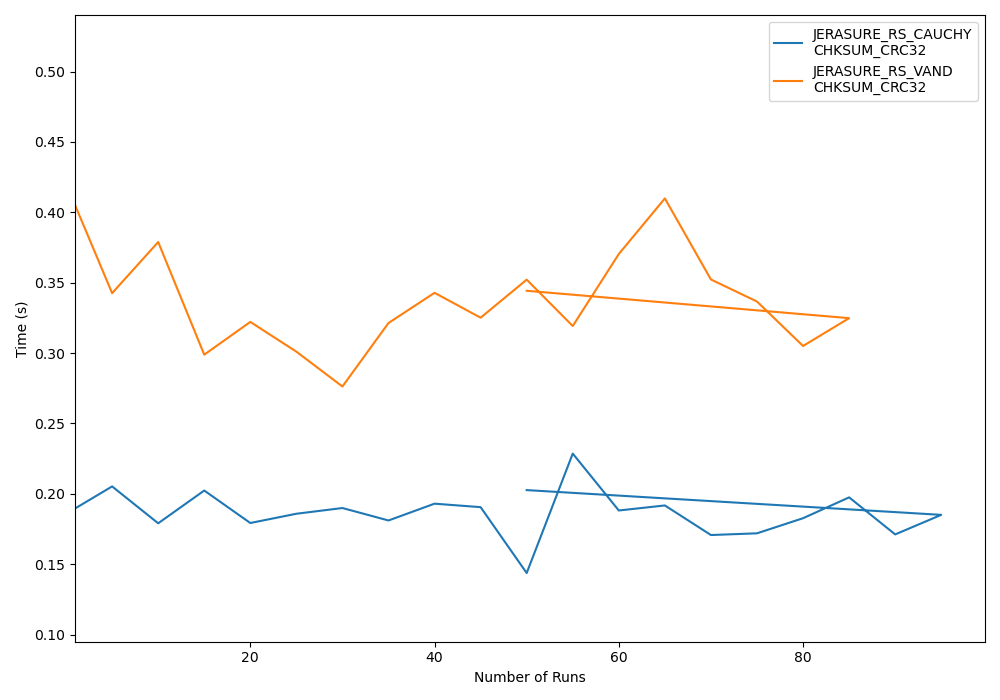 JERASURE_RS_CAUCHY
CHKSUM_CRC32
JERASURE_RS_VAND
CHKSUM_CRC32
0.50
0.45
0.40
0.35
0.30
0.25
0.20
0.15
0.10
Time (s)
20 40 60 80
Number of Runs